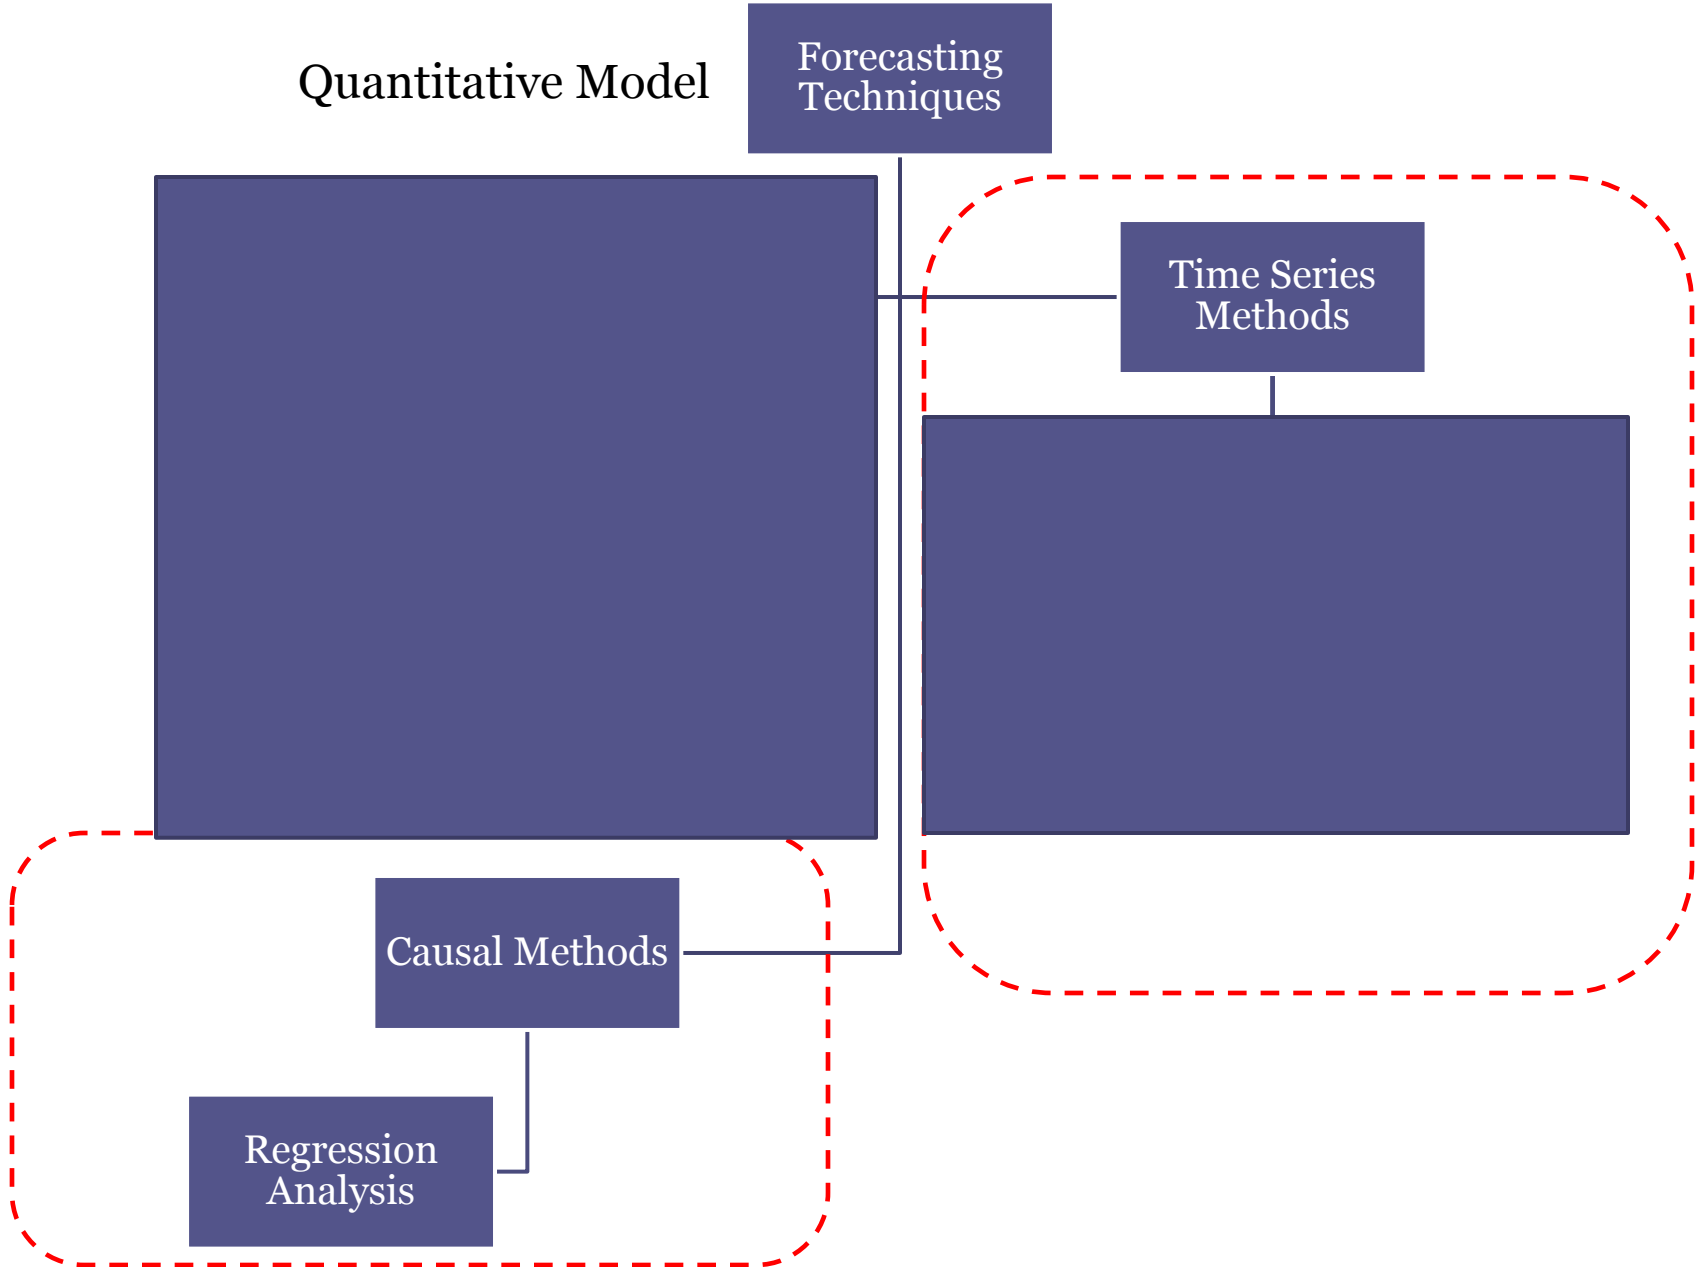 Quantitative Model
Forecasting
Techniques
Time Series
Methods
Causal Methods
Regression
Analysis